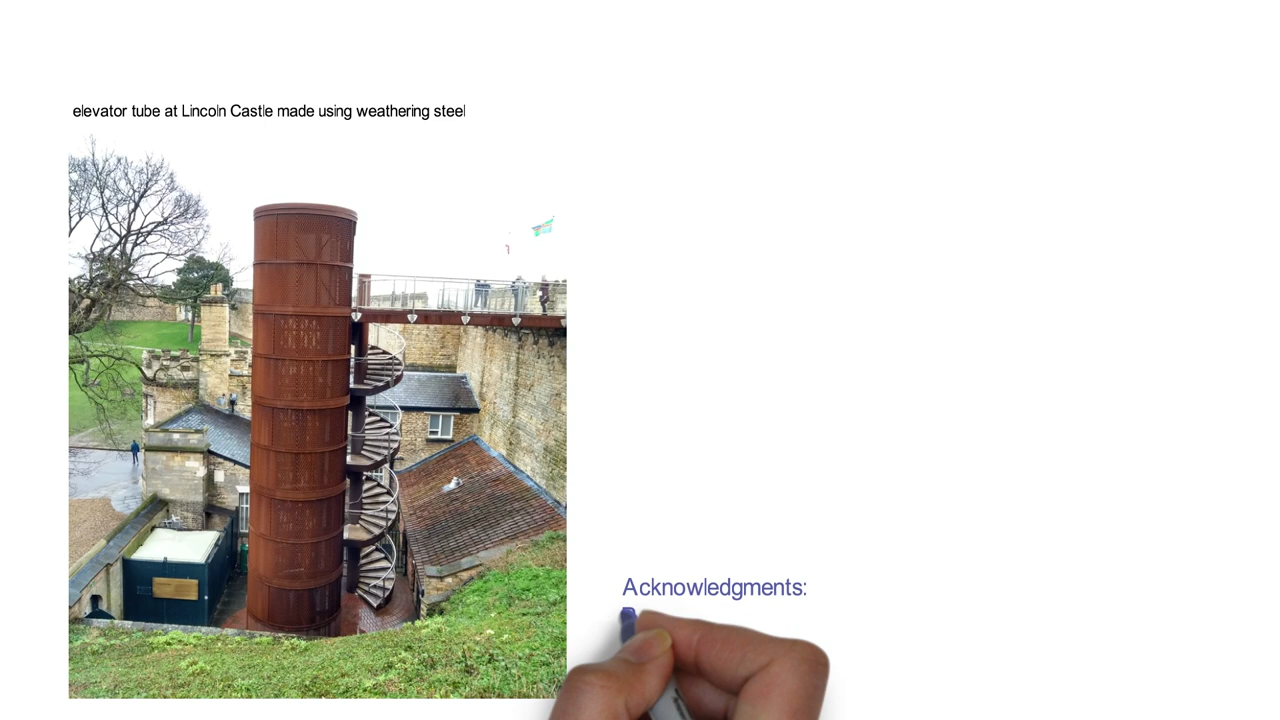 elevator tube at Lincoln Castle made using weathering steel
Acknowledgments: